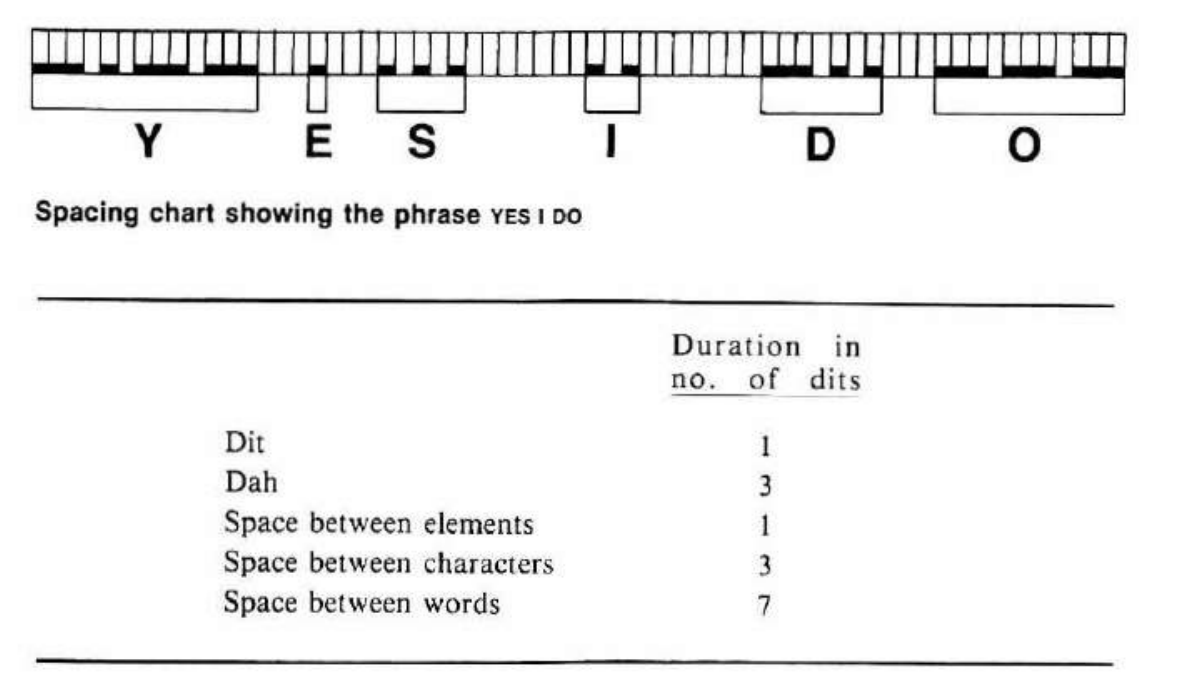 Y E S I D O
Spacing chart showing the phrase YES I DO
Duration in
no. of dits
Dit 1
Dah 3
Space between elements 1
Space between characters 3
Space between words 7